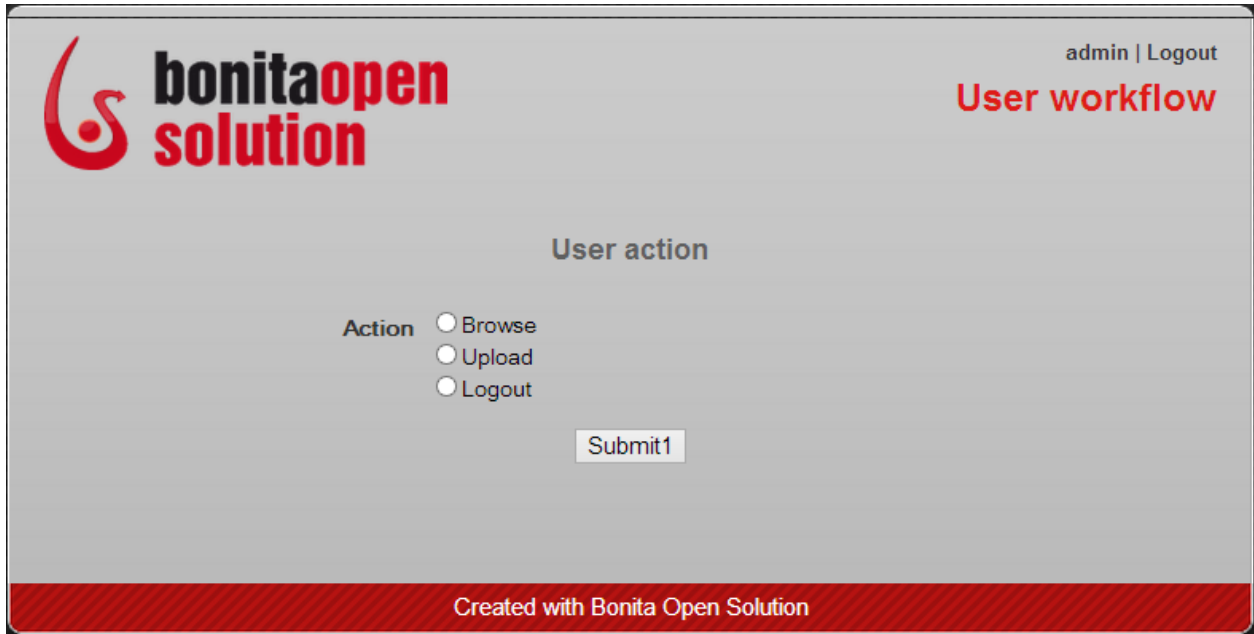 bonitaopen
solution
admin | Logout
User workflow
User action
Action
Browse
Upload
Logout
Submit1
Created with Bonita Open Solution